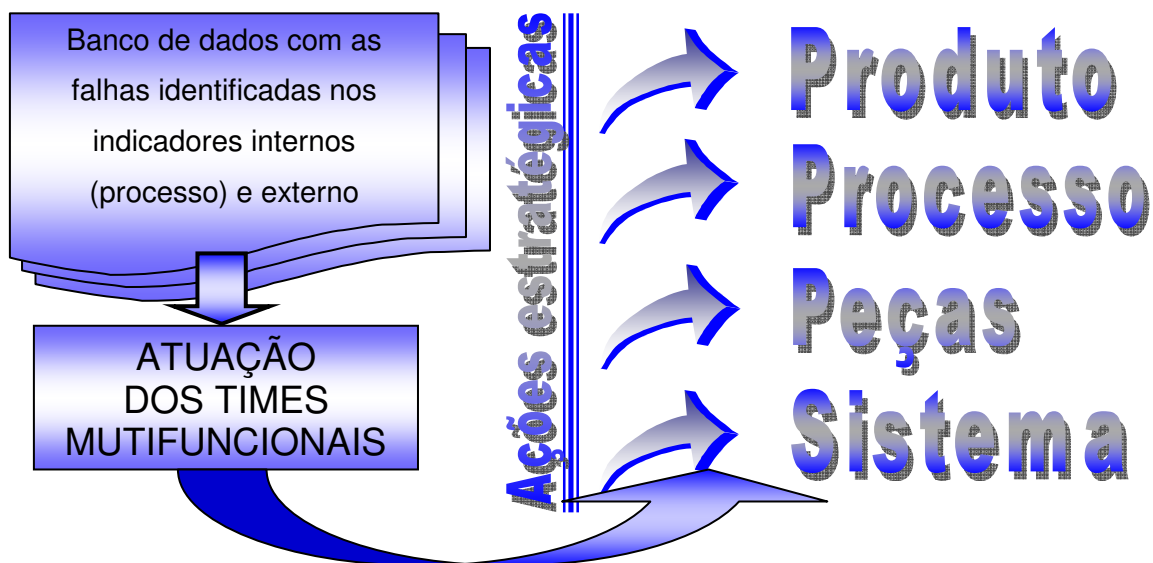 Banco de dados com as
falhas identificadas nos
indicadores internos
(processo) e externo
ATUAÇÃO
DOS TIMES
MUTIFUNCIONAIS
Ações estratégicas
Produto
Processo
Peças
Sistema